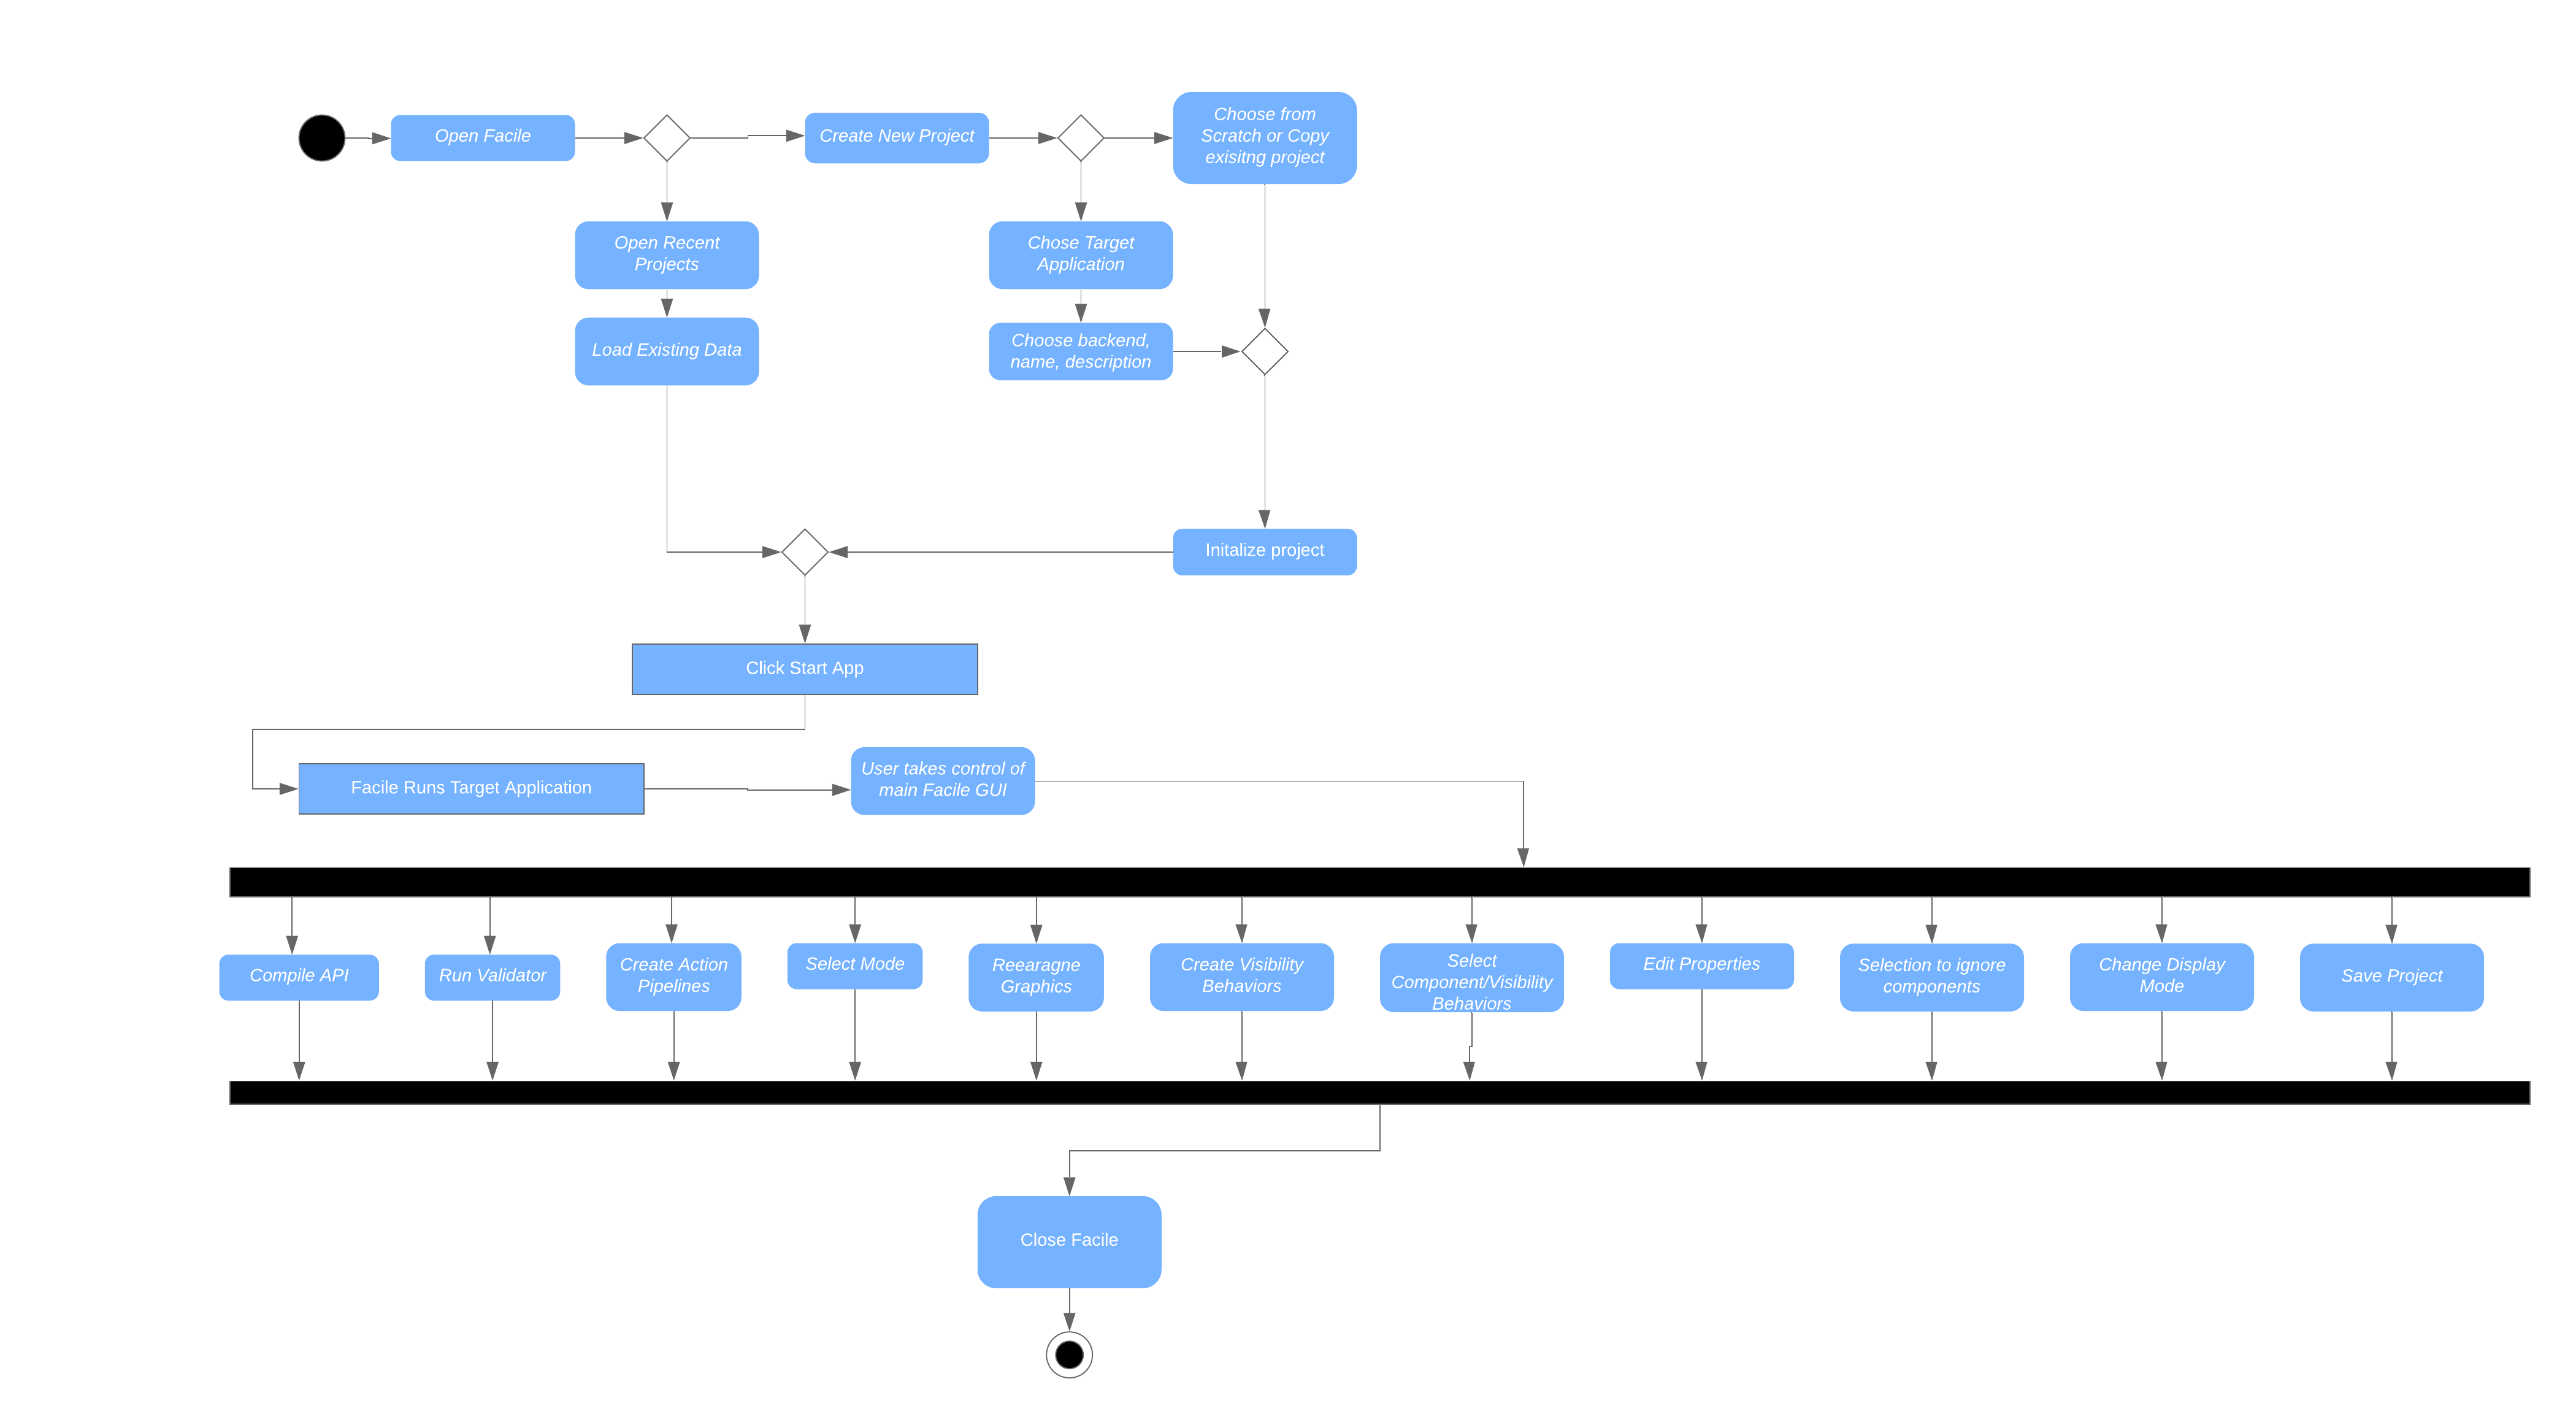 Open Facile
Create New Project
Choose from
Scratch or Copy
exisitng project
Open Recent
Projects
Chose Target
Application
Load Existing Data
Choose backend,
name, description
Initalize project
Click Start App
Facile Runs Target Application
User takes control of
main Facile GUI
Compile API
Run Validator
Create Action
Pipelines
Select Mode
Reearagne
Graphics
Create Visibility
Behaviors
Select
Component/Visibility
Behaviors
Edit Properties
Selection to ignore
components
Change Display
Mode
Save Project
Close Facile